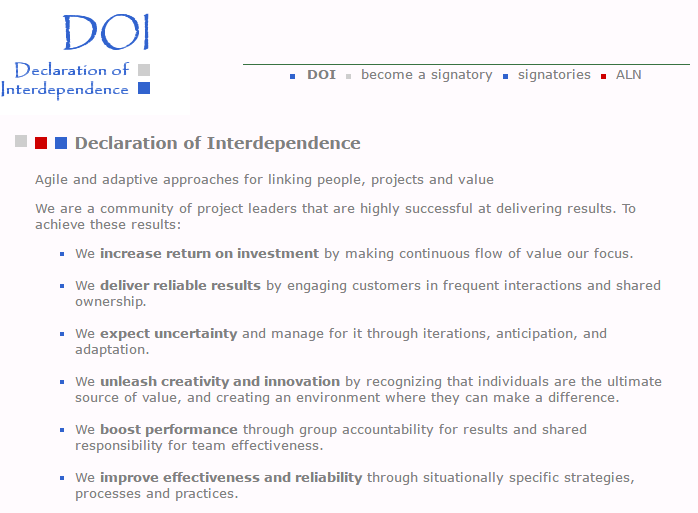 DOI
Declaration of
Interdependence
DOI become a signatory signatories ALN
Declaration of Interdependence
Agile and adaptive approaches for linking people, projects and value
We are a community of project leaders that are highly successful at delivering results. To
achieve these results:
We increase return on investment by making continuous flow of value our focus.
We deliver reliable results by engaging customers in frequent interactions and shared
ownership.
We expect uncertainty and manage for it through iterations, anticipation, and
adaptation.
We unleash creativity and innovation by recognizing that individuals are the ultimate
source of value, and creating an environment where they can make a difference.
We boost performance through group accountability for results and shared
responsibility for team effectiveness.
We improve effectiveness and reliability through situationally specific strategies,
processes and practices.